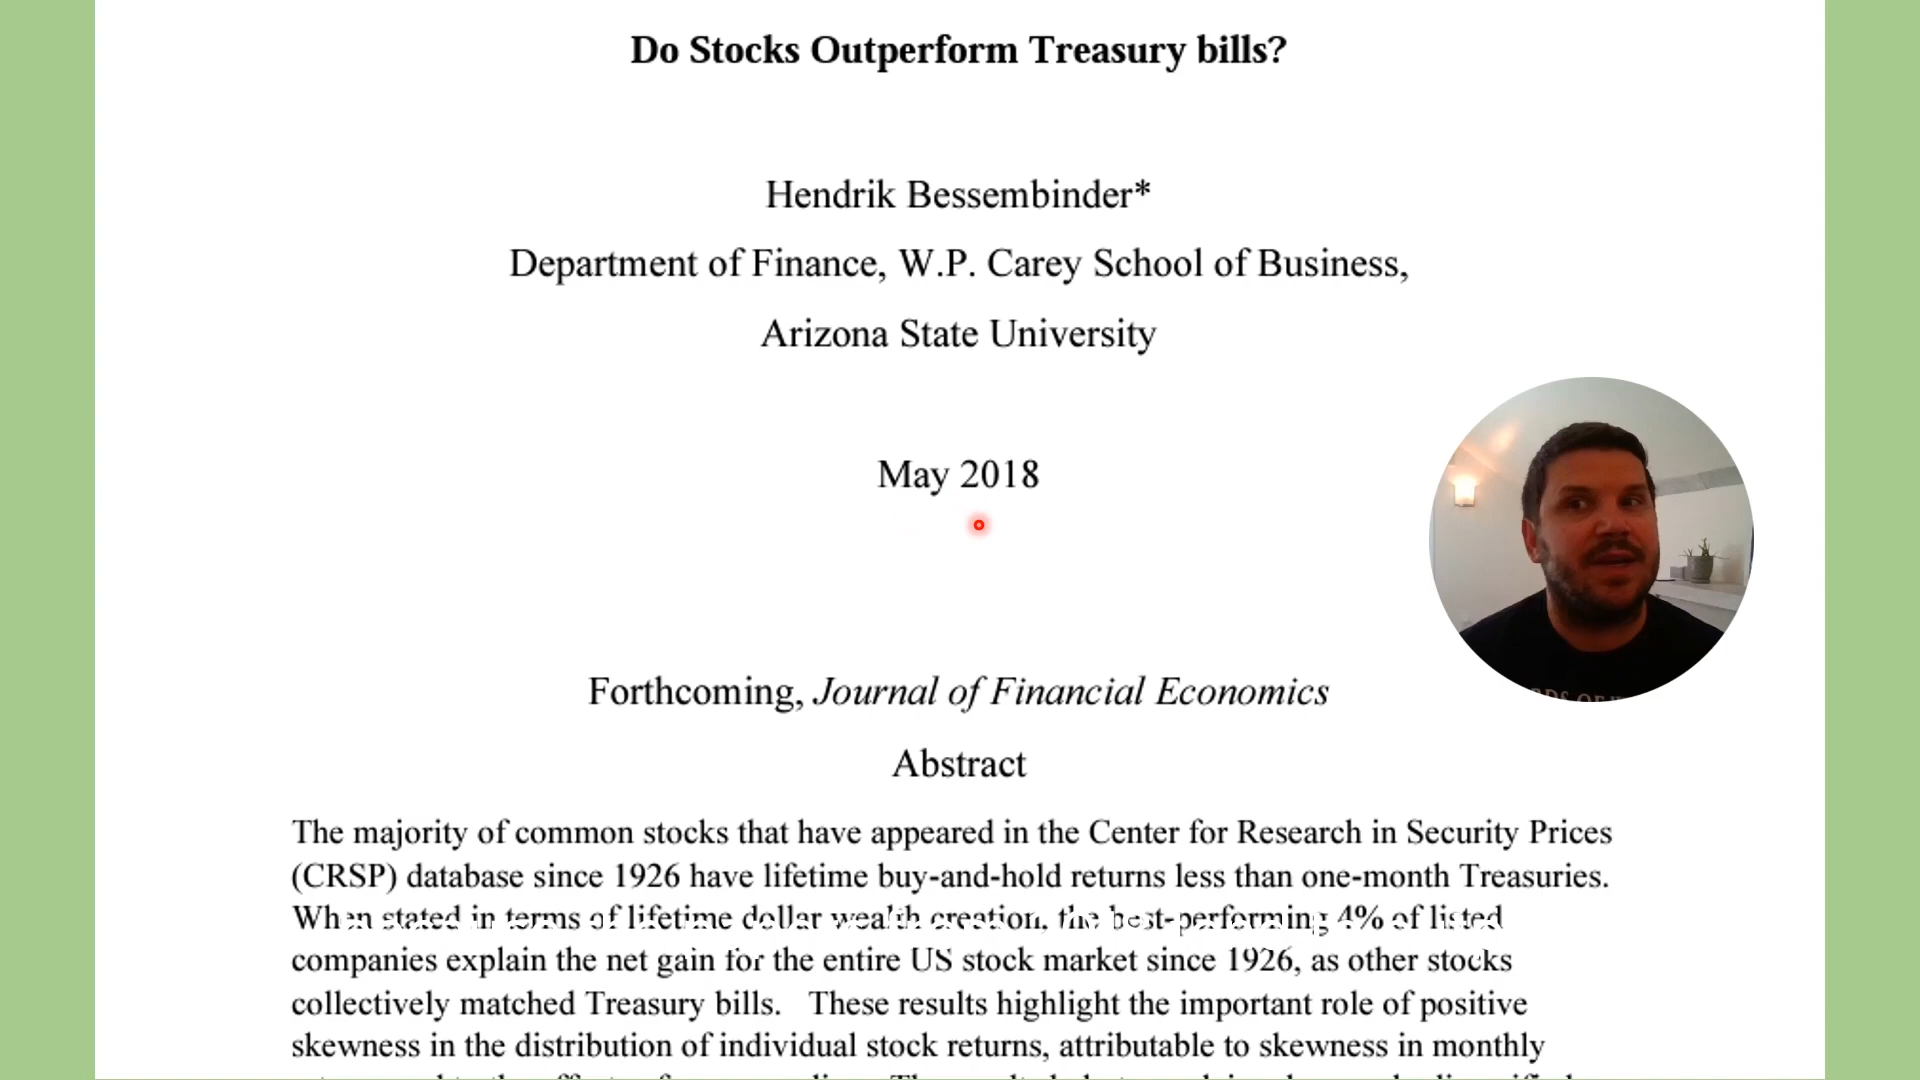 Do Stocks Outperform Treasury bills?
Hendrik Bessembinder*
Department of Finance, W.P. Carey School of Business,
Arizona State University
May 2018
Forthcoming, Journal of Financial Economics
Abstract
The majority of common stocks that have appeared in the Center for Research in Security Prices
(CRSP) database since 1926 have lifetime buy-and-hold returns less than one-month Treasuries.
When stated in terms of lifetime dollar wealth creation, the best-performing 4% of listed
companies explain the net gain for the entire US stock market since 1926, as other stocks
collectively matched Treasury bills. These results highlight the important role of positive
skewness in the distribution of individual stock returns, attributable to skewness in monthly